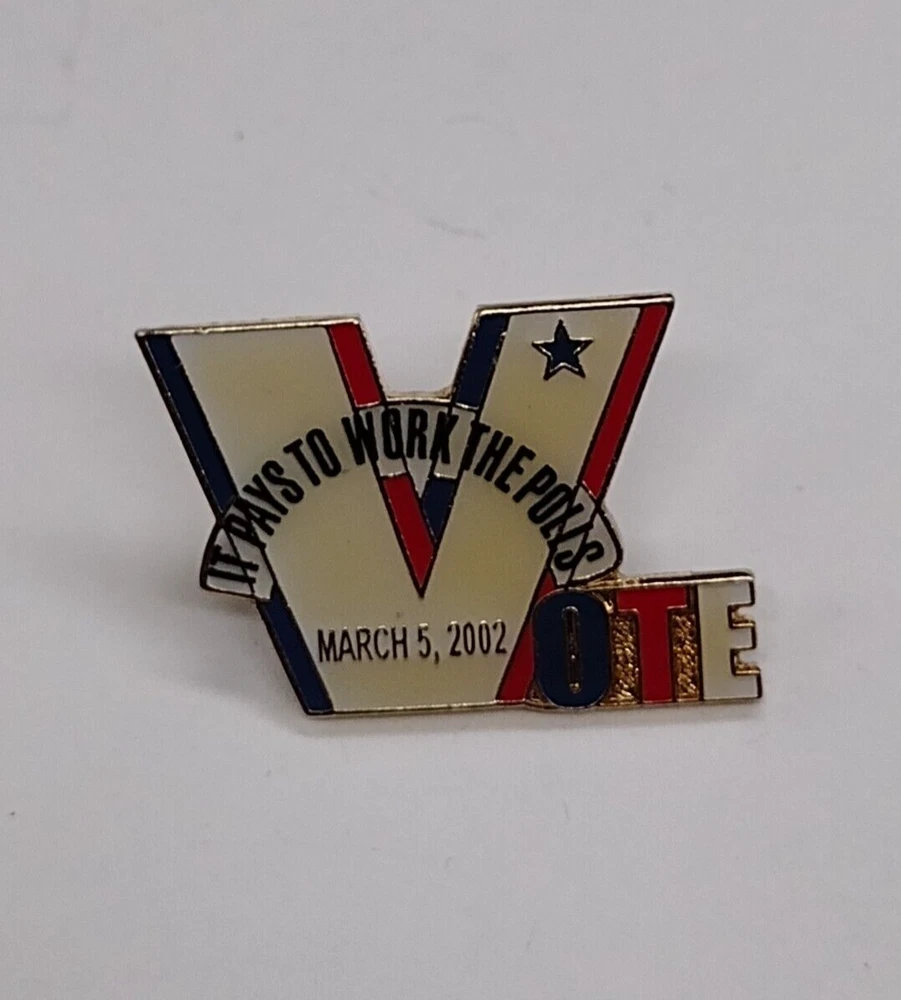 IT PAYS TO WORK THE POLLS
MARCH 5, 2002
VOTE